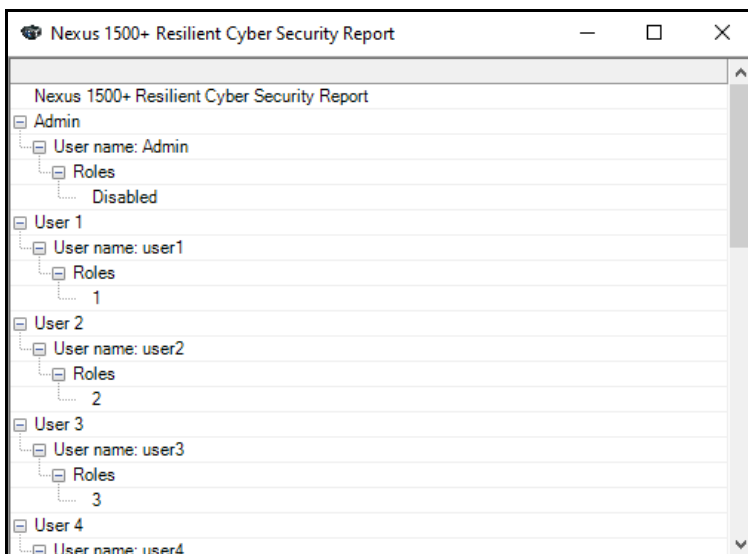 Nexus 1500+ Resilient Cyber Security Report
Nexus 1500+ Resilient Cyber Security Report
Admin
User name: Admin
Roles
Disabled
User 1
User name: user1
Roles
1
User 2
User name: user2
Roles
2
User 3
User name: user3
Roles
3
User 4
User name: user4